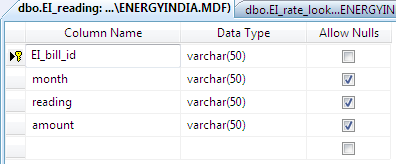 dbo.EI_reading: ...\ENERGYINDIA.MDF) dbo.EI_rate_look...ENERGYIN
Column Name Data Type Allow Nulls
EI_bill_id varchar(50)
month varchar(50)
reading varchar(50)
amount varchar(50)